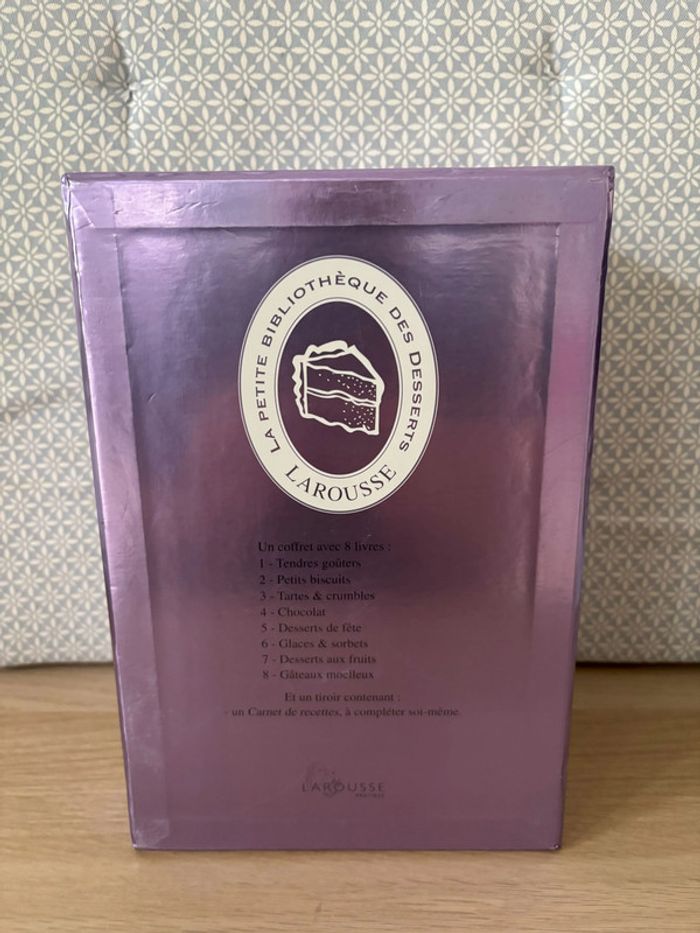 LA PETITE BIBLIOTHÈQUE DES DESSERTS
LAROUSSE
Un coffret avec 8 livres :
1 - Tendres goûters
2 - Petits biscuits
3 - Tartes & crumbles
4 - Chocolat
5 - Desserts de fête
6 - Glaces & sorbets
7 - Desserts aux fruits
8 - Gâteaux moelleux
Et un tiroir contenant :
- un Carnet de recettes, à compléter soi-même.
LAROUSSE
PRATIQUE